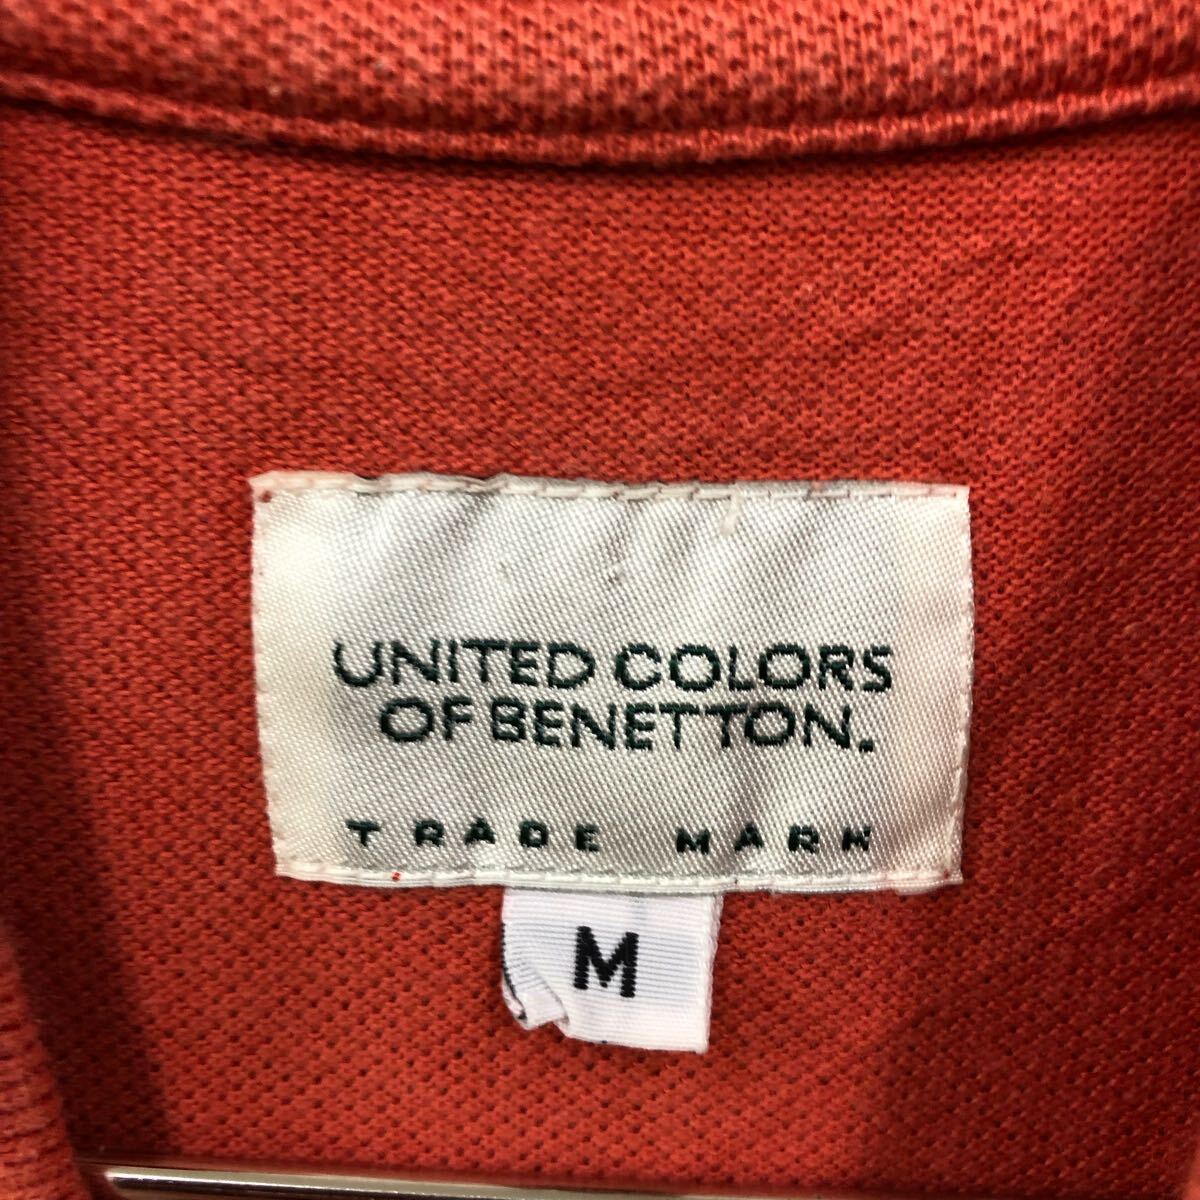 UNITED COLORS
OF BENETTON.
TRADE MARK
M